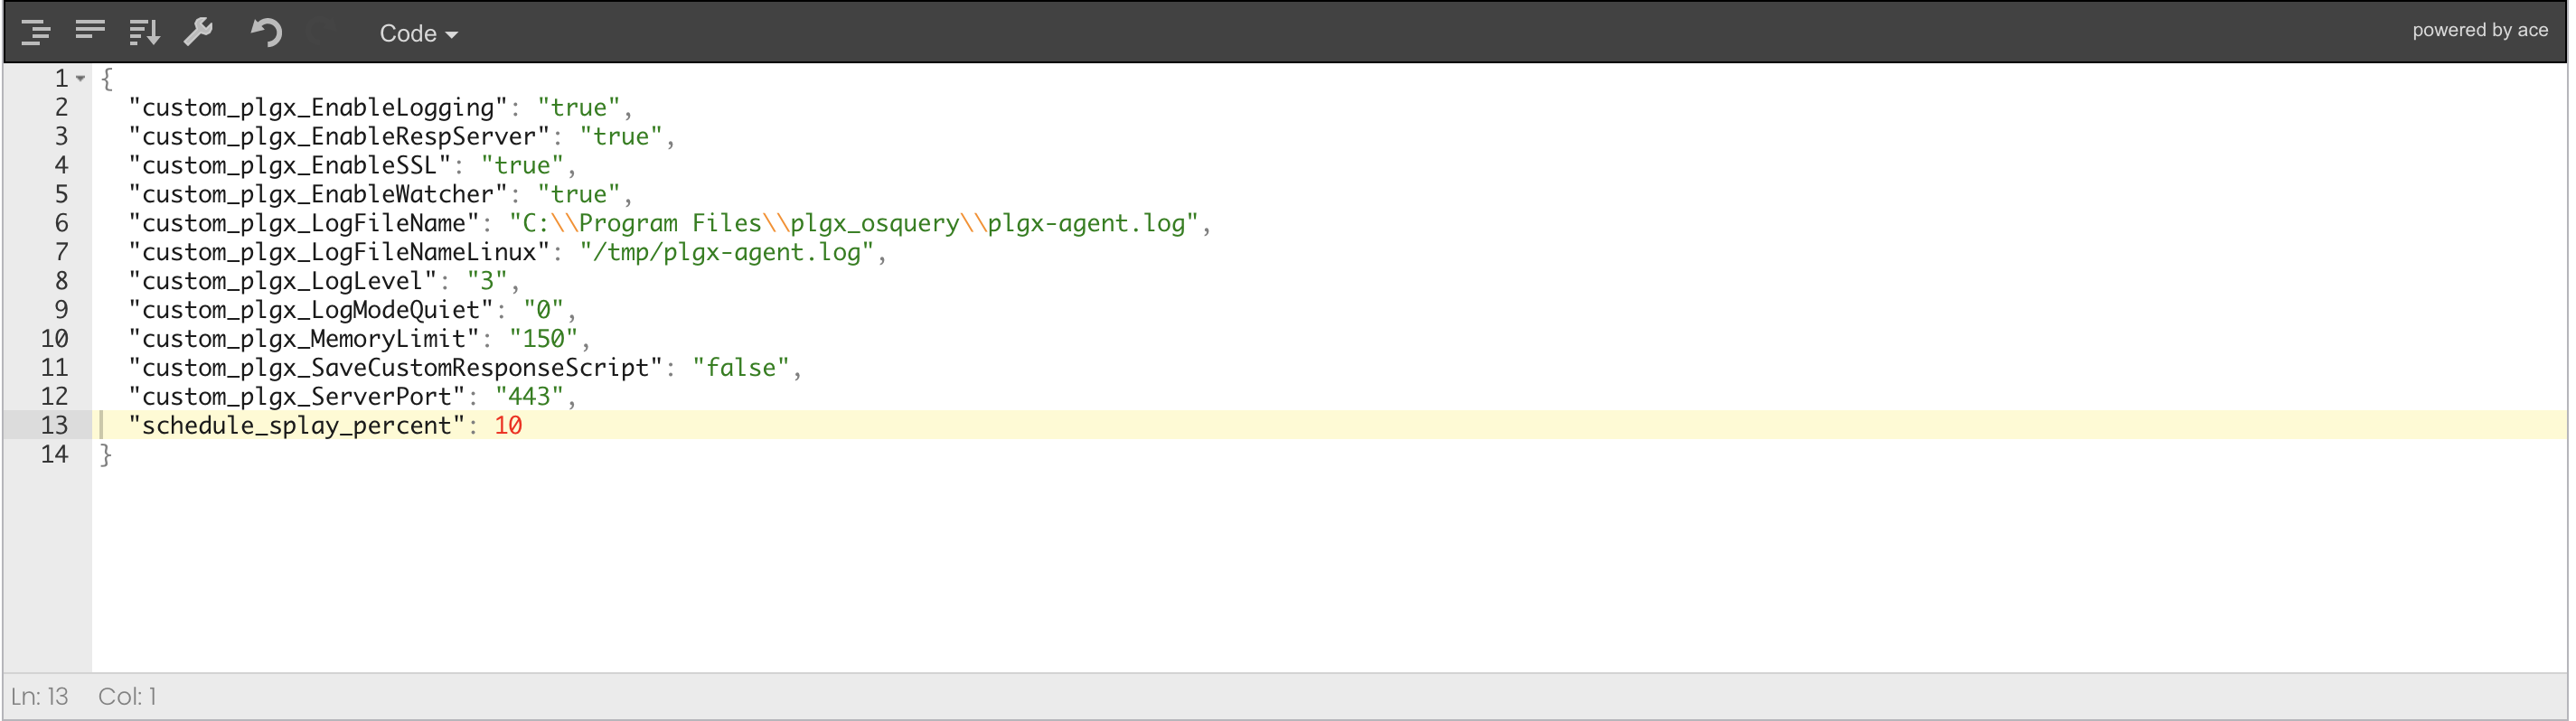 Code
powered by ace
1 {
2 "custom_plgx_EnableLogging": "true",
3 "custom_plgx_EnableRespServer": "true",
4 "custom_plgx_EnableSSL": "true",
5 "custom_plgx_EnableWatcher": "true",
6 "custom_plgx_LogFileName": "C:\\Program Files\\plgx_osquery\\plgx-agent.log",
7 "custom_plgx_LogFileNameLinux": "/tmp/plgx-agent.log",
8 "custom_plgx_LogLevel": "3",
9 "custom_plgx_LogModeQuiet": "0",
10 "custom_plgx_MemoryLimit": "150",
11 "custom_plgx_SaveCustomResponseScript": "false",
12 "custom_plgx_ServerPort": "443",
13 "schedule_splay_percent": 10
14 }
Ln: 13 Col: 1